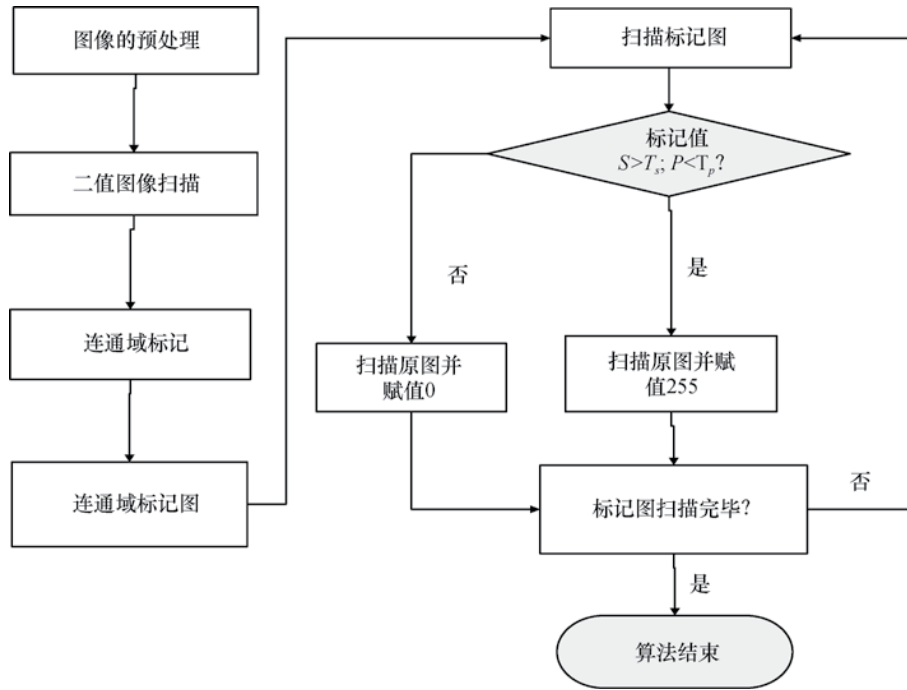 图像的预处理
二值图像扫描
连通域标记
连通域标记图
扫描标记图
标记值
S>Tₛ; P<Tₚ?
否
是
扫描原图并
赋值0
扫描原图并赋
值255
标记图扫描完毕?
否
是
算法结束